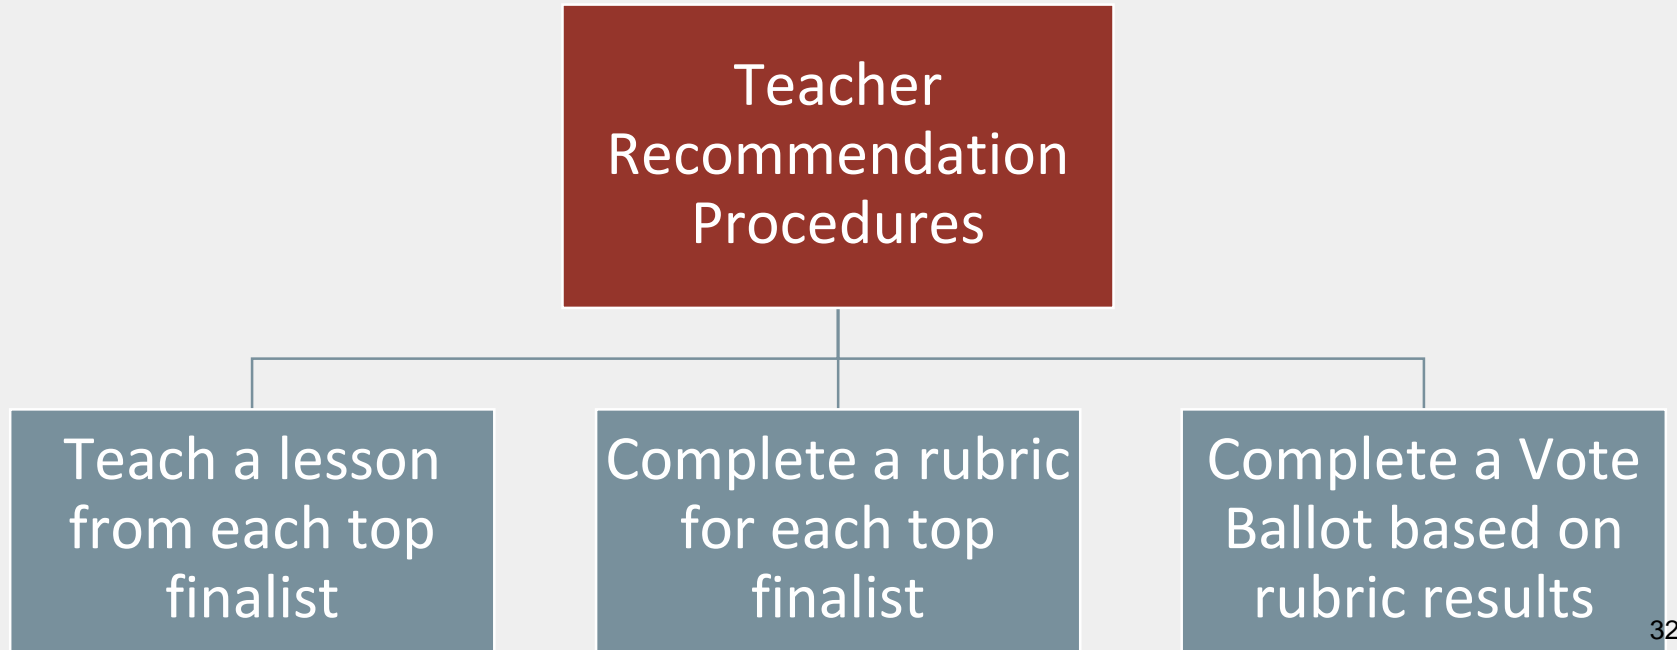 Teacher
Recommendation
Procedures
Teach a lesson
from each top
finalist
Complete a rubric
for each top
finalist
Complete a Vote
Ballot based on
rubric results
32